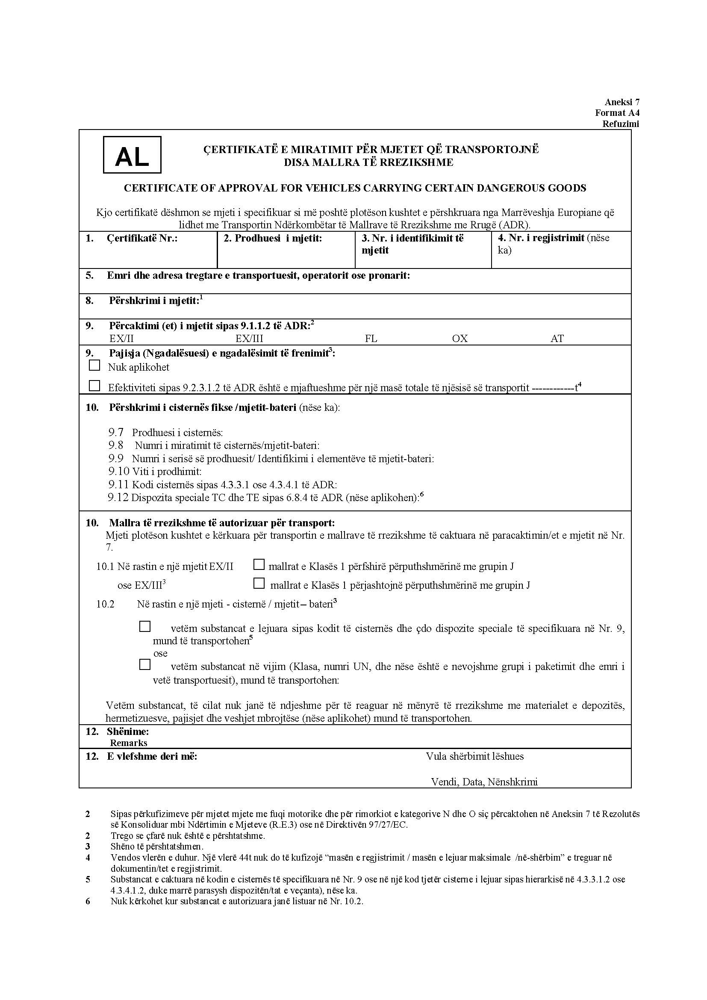 Aneksi 7
Format A4
Refuzimi
AL
ÇERTIFIKATË E MIRATIMIT PËR MJETET QË TRANSPORTOJNË
DISA MALLRA TË RREZIKSHME
CERTIFICATE OF APPROVAL FOR VEHICLES CARRYING CERTAIN DANGEROUS GOODS
Kjo certifikatë dëshmon se mjeti i specifikuar si më poshtë plotëson kushtet e përshkruara nga Marrëveshja Europiane që
lidhet me Transportin Ndërkombëtar të Mallrave të Rrezikshme me Rrugë (ADR).
1. Çertifikatë Nr.:
2. Prodhuesi i mjetit:
3. Nr. i identifikimit të
mjetit
4. Nr. i regjistrimit (nëse
ka)
5. Emri dhe adresa tregtare e transportuesit, operatorit ose pronarit:
8. Përshkrimi i mjetit:1
9. Përcaktimi (et) i mjetit sipas 9.1.1.2 të ADR:2
EX/II EX/III FL OX AT
9. Pajisja (Ngadalësuesi) e ngadalësimit të frenimit3:
Nuk aplikohet
Efektiviteti sipas 9.2.3.1.2 të ADR është e mjaftueshme për një masë totale të njësisë së transportit ------------t4
10. Përshkrimi i cisternës fikse /mjetit-bateri (nëse ka):
9.7 Prodhuesi i cisternës:
9.8 Numri i miratimit të cisternës/mjetit-bateri:
9.9 Numri i serisë së prodhuesit/ Identifikimi i elementëve të mjetit-bateri:
9.10 Viti i prodhimit:
9.11 Kodi cisternës sipas 4.3.3.1 ose 4.3.4.1 të ADR:
9.12 Dispozita speciale TC dhe TE sipas 6.8.4 të ADR (nëse aplikohen):6
10. Mallra të rrezikshme të autorizuar për transport:
Mjeti plotëson kushtet e kërkuara për transportin e mallrave të rrezikshme të caktuara në paracaktimin/et e mjetit në Nr.
7.
10.1 Në rastin e një mjetit EX/II mallrat e Klasës 1 përfshirë përputhshmërinë me grupin J
ose EX/III3 mallrat e Klasës 1 përjashtojnë përputhshmërinë me grupin J
10.2 Në rastin e një mjeti - cisternë / mjetit– bateri3
vetëm substancat e lejuara sipas kodit të cisternës dhe çdo dispozite speciale të specifikuara në Nr. 9,
mund të transportohen5
ose
vetëm substancat në vijim (Klasa, numri UN, dhe nëse është e nevojshme grupi i paketimit dhe emri i
vetë transportuesit), mund të transportohen:
Vetëm substancat, të cilat nuk janë të ndjeshme për të reaguar në mënyrë të rrezikshme me materialet e depozitës,
hermetizuesve, pajisjet dhe veshjet mbrojtëse (nëse aplikohet) mund të transportohen.
12. Shënime:
Remarks
12. E vlefshme deri më: Vula shërbimit lëshues
Vendi, Data, Nënshkrimi
2 Sipas përkufizimeve për mjetet mjete me fuqi motorike dhe për rimorkiot e kategorive N dhe O siç përcaktohen në Aneksin 7 të Rezolutës
së Konsoliduar mbi Ndërtimin e Mjeteve (R.E.3) ose në Direktivën 97/27/EC.
2 Trego se çfarë nuk është e përshtatshme.
3 Shëno të përshtatshmen.
4 Vendos vlerën e duhur. Një vlerë 44t nuk do të kufizojë “masën e regjistrimit / masën e lejuar maksimale /në-shërbim” e treguar në
dokumentin/tet e regjistrimit.
5 Substancat e caktuara në kodin e cisternës të specifikuara në Nr. 9 ose në një kod tjetër cisterne i lejuar sipas hierarkisë në 4.3.3.1.2 ose
4.3.4.1.2, duke marrë parasysh dispozitën/tat e veçanta), nëse ka.
6 Nuk kërkohet kur substancat e autorizuara janë listuar në Nr. 10.2.